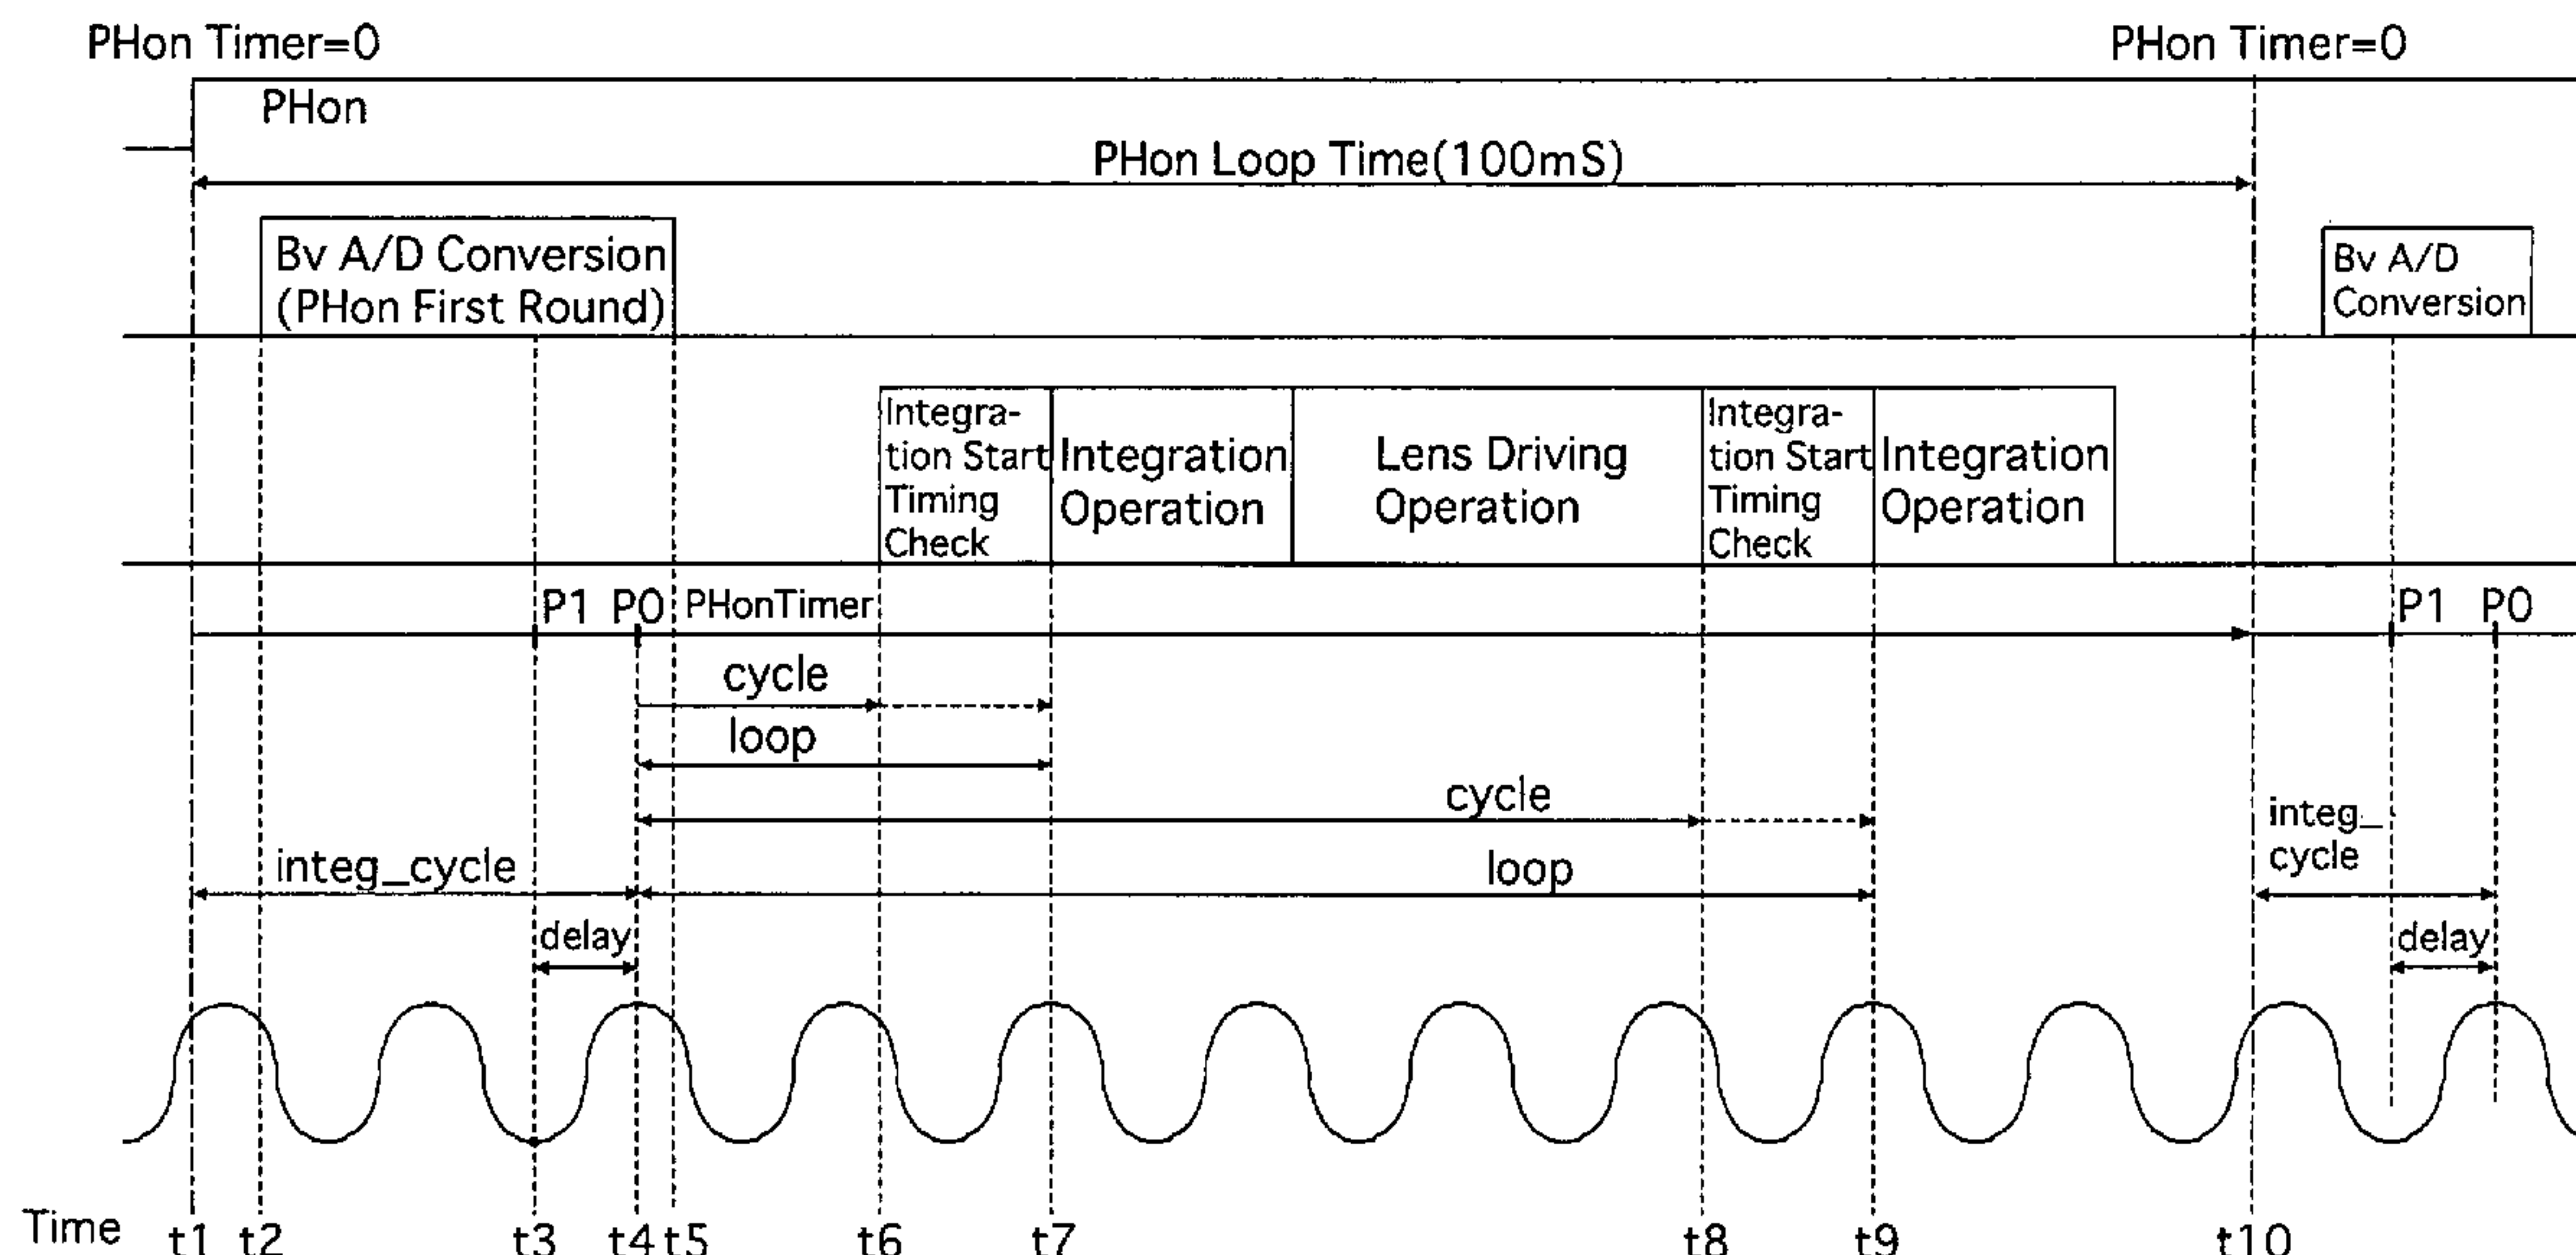 PHon Timer=0
PHon Timer=0
PHon
PHon Loop Time(100mS)
Bv A/D Conversion
(PHon First Round)
Bv A/D
Conversion
Integra-
tion Start
Timing
Check
Integration
Operation
Lens Driving
Operation
Integra-
tion Start
Timing
Check
Integration
Operation
P1 P0 PHonTimer
P1 P0
cycle
loop
cycle
integ_cycle
loop
integ_
cycle
delay
delay
Time t1 t2 t3 t4 t5 t6 t7 t8 t9 t10